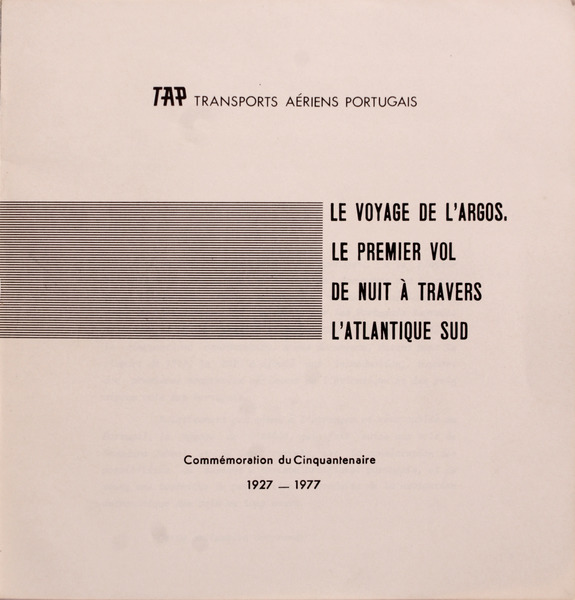 TAP TRANSPORTS AÉRIENS PORTUGAIS
LE VOYAGE DE L'ARGOS.
LE PREMIER VOL
DE NUIT À TRAVERS
L'ATLANTIQUE SUD
Commémoration du Cinquantenaire
1927 — 1977